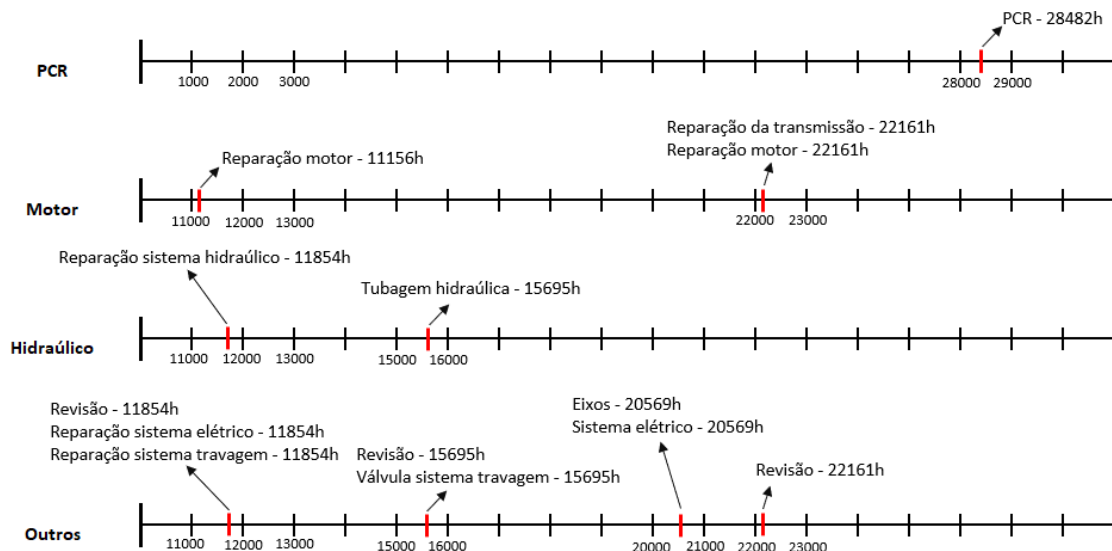 PCR - 28482h
PCR
1000 2000 3000 28000 29000
Reparação da transmissão - 22161h
Reparação motor - 11156h
Reparação motor - 22161h
Motor
11000 12000 13000 22000 23000
Reparação sistema hidraúlico - 11854h
Tubagem hidraúlica - 15695h
Hidraúlico
11000 12000 13000 15000 16000
Revisão - 11854h
Reparação sistema elétrico - 11854h
Reparação sistema travagem - 11854h
Revisão - 15695h
Válvula sistema travagem - 15695h
Eixos - 20569h
Sistema elétrico - 20569h
Revisão - 22161h
Outros
11000 12000 13000 15000 16000 20000 21000 22000 23000